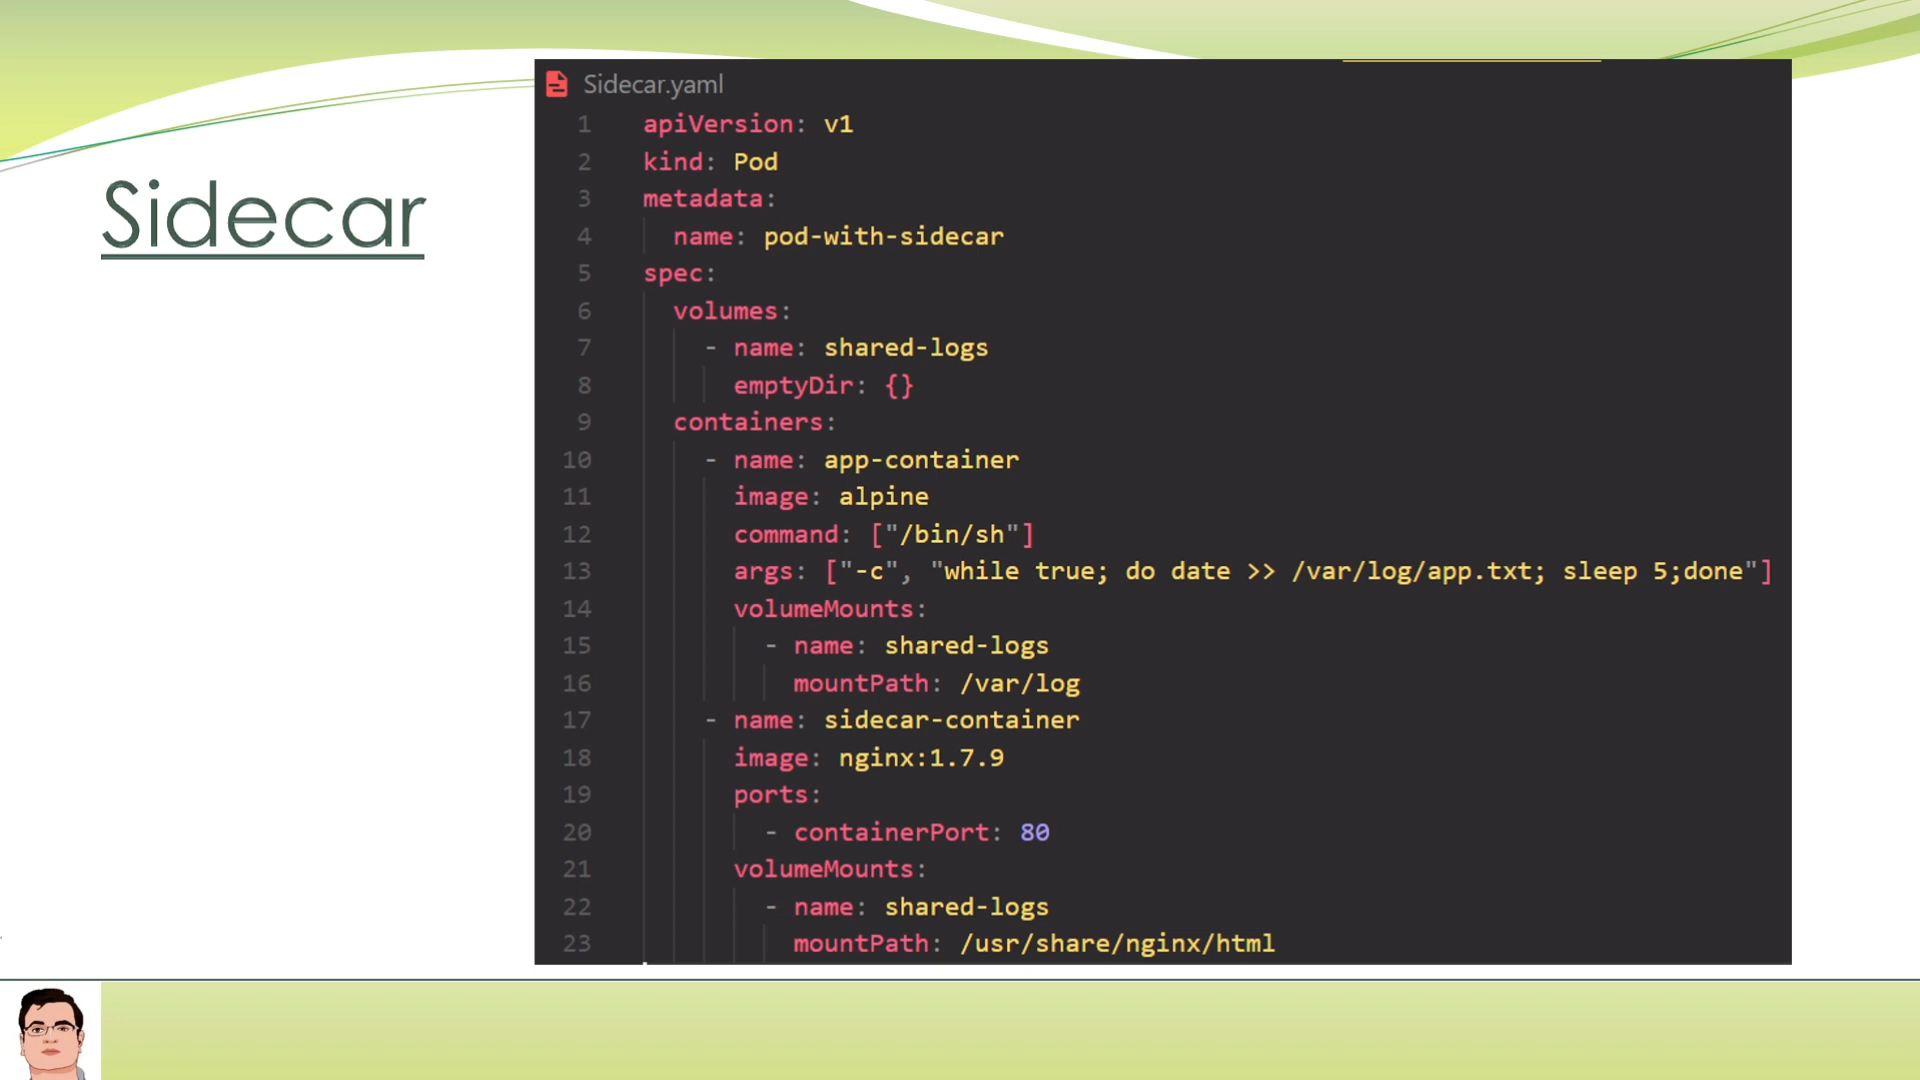 Sidecar
Sidecar.yaml
1 apiVersion: v1
2 kind: Pod
3 metadata:
4   name: pod-with-sidecar
5 spec:
6   volumes:
7     - name: shared-logs
8       emptyDir: {}
9   containers:
10     - name: app-container
11       image: alpine
12       command: ["/bin/sh"]
13       args: ["-c", "while true; do date >> /var/log/app.txt; sleep 5;done"]
14       volumeMounts:
15         - name: shared-logs
16           mountPath: /var/log
17     - name: sidecar-container
18       image: nginx:1.7.9
19       ports:
20         - containerPort: 80
21       volumeMounts:
22         - name: shared-logs
23           mountPath: /usr/share/nginx/html